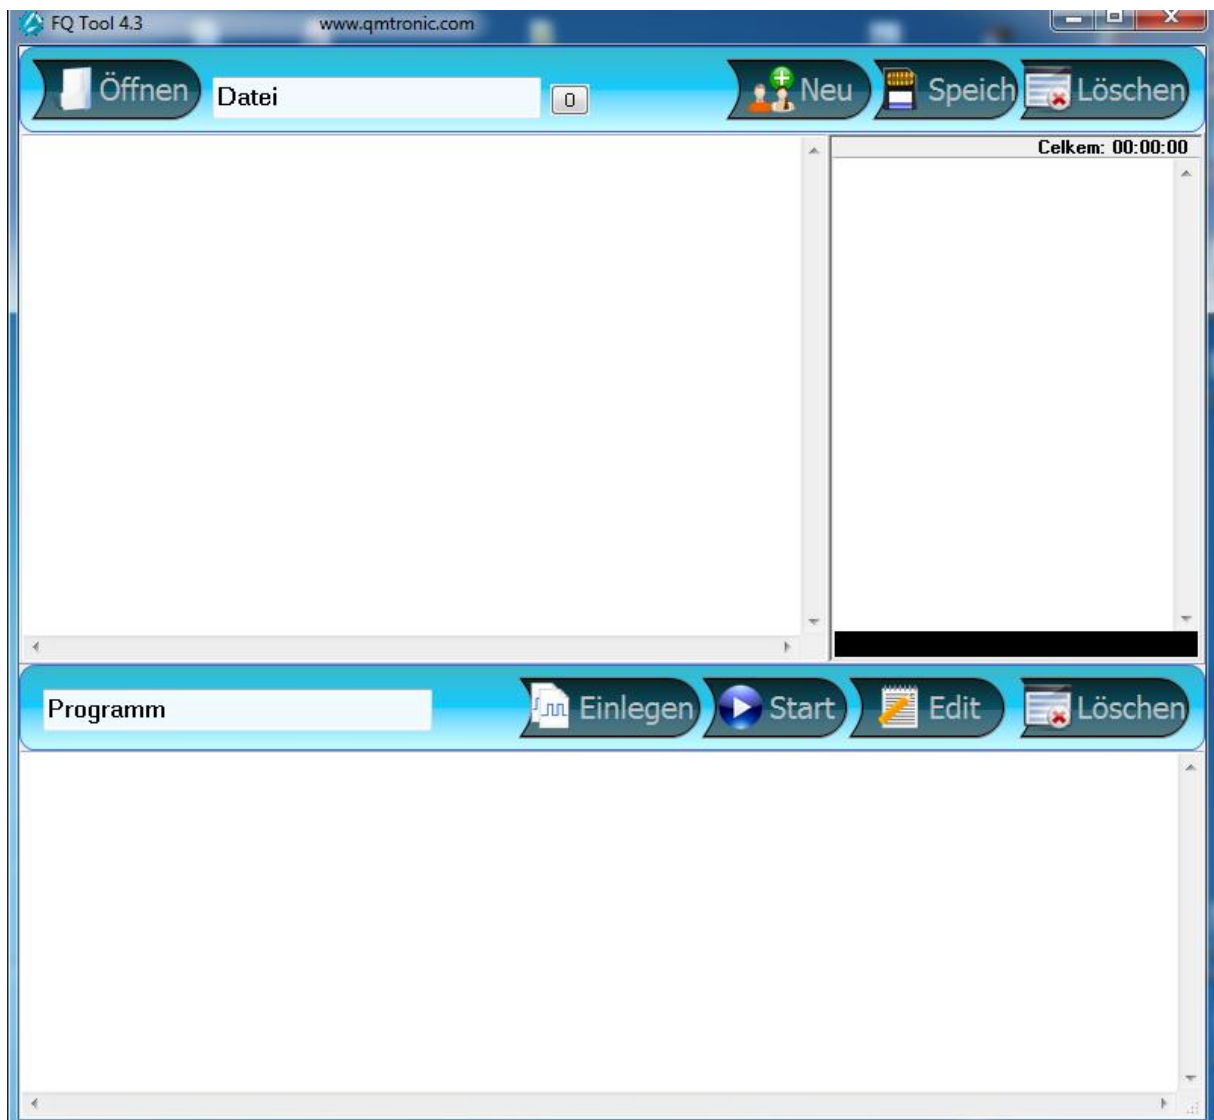 FQ Tool 4.3 www.qmtronic.com
Öffnen Datei 0 Neu Speich Löschen
Celkem: 00:00:00
Programm Einlegen Start Edit Löschen